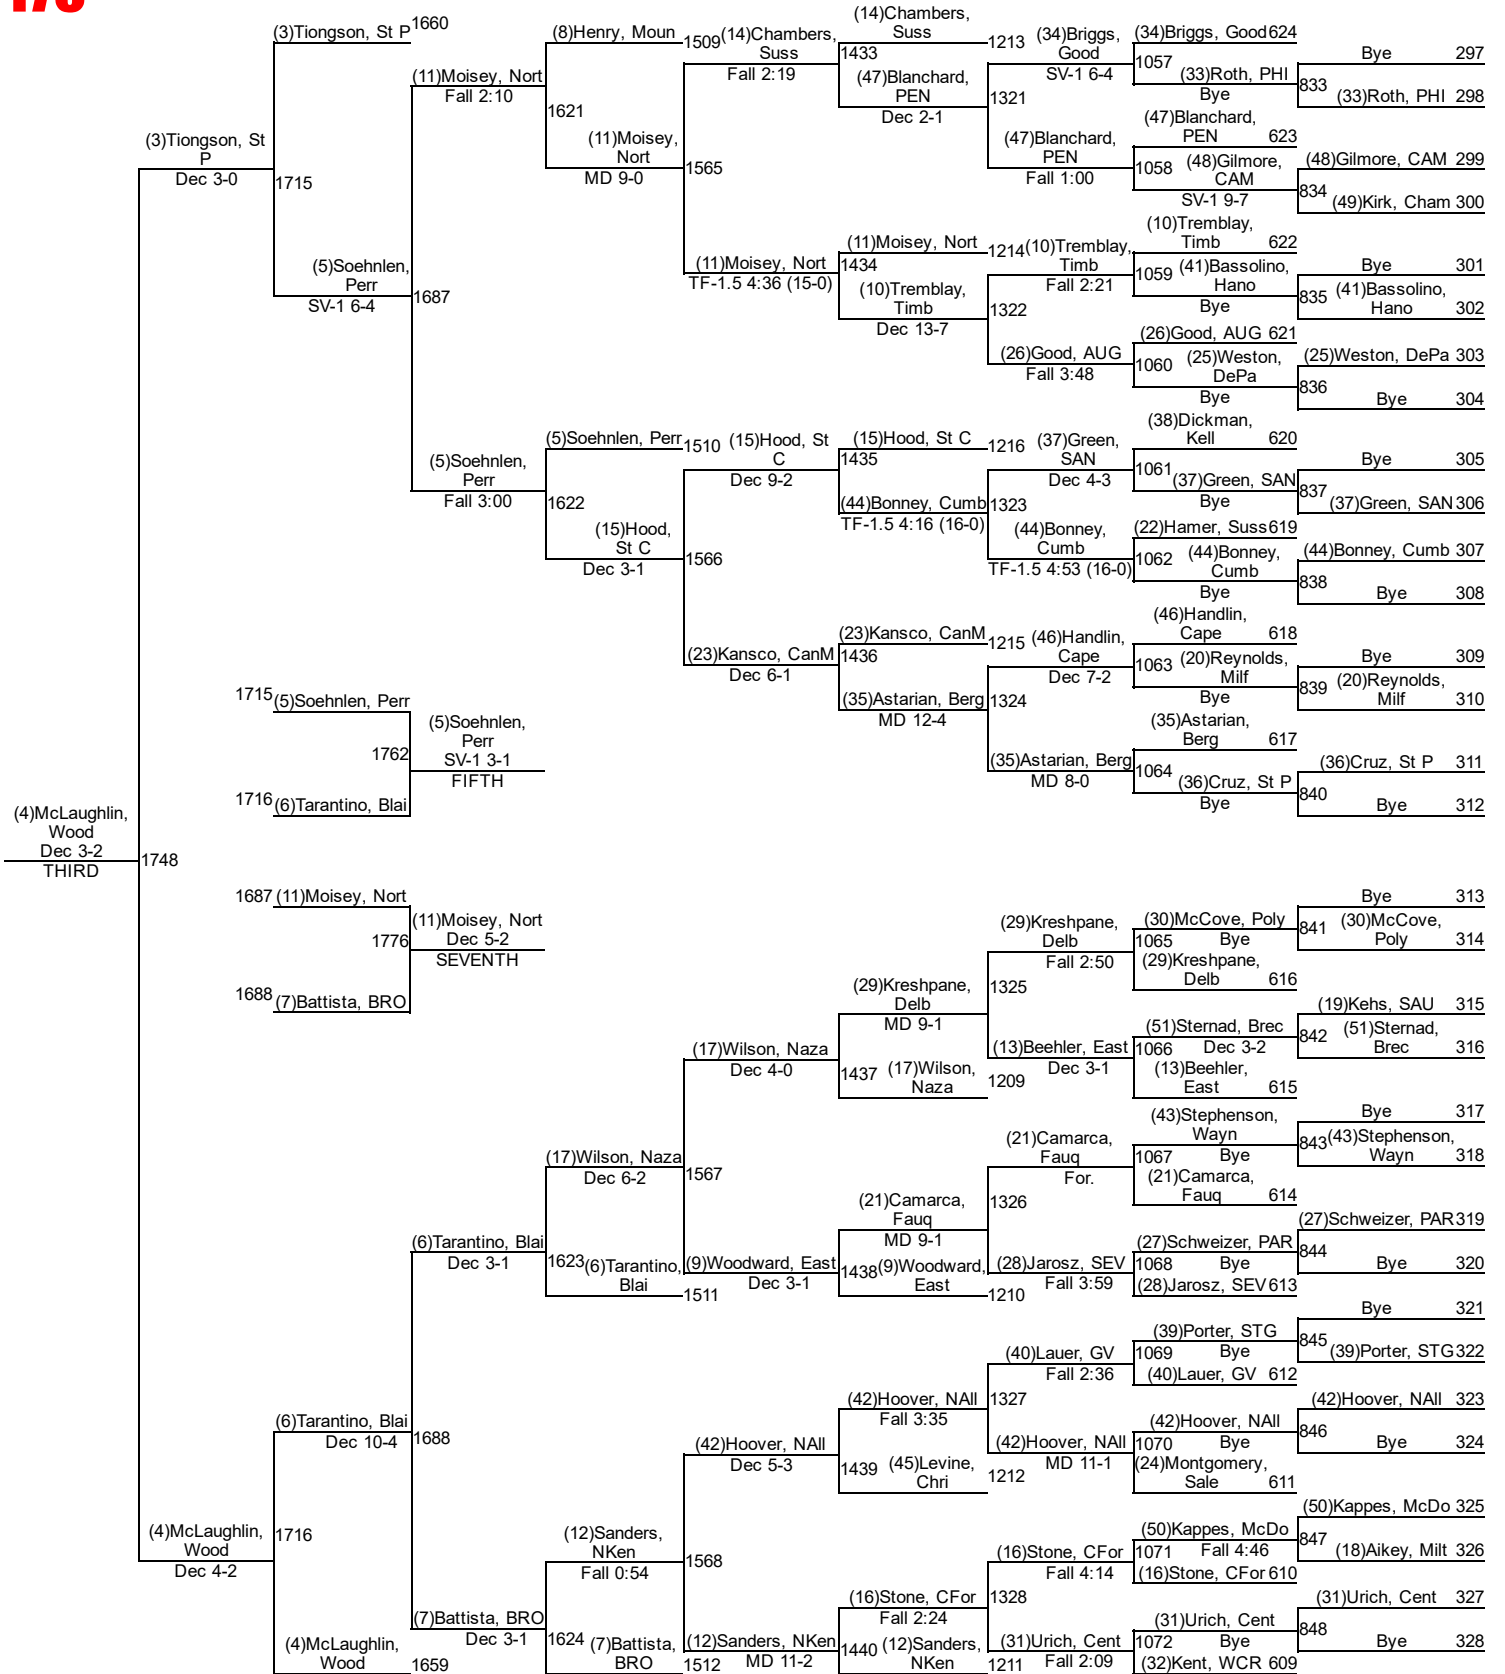 (3)Tiongson, St P 1660
(8)Henry, Moun
1509
(14)Chambers,
Suss
Fall 2:19
(14)Chambers,
Suss
1213
(34)Briggs,
Good
SV-1 6-4
(34)Briggs, Good 624
Bye 297
1433
1057
(33)Roth, PHI
Bye
833
(33)Roth, PHI 298
(11)Moisey, Nort
Fall 2:10
(47)Blanchard,
PEN
Dec 2-1
1321
(47)Blanchard,
PEN 623
1621
(11)Moisey,
Nort
MD 9-0
(47)Blanchard,
PEN
Fall 1:00
1058
(48)Gilmore,
CAM
SV-1 9-7
(48)Gilmore, CAM 299
834
(49)Kirk, Cham 300
(3)Tiongson, St
P
Dec 3-0
1715
1565
(11)Moisey, Nort
TF-1.5 4:36 (15-0)
(11)Moisey, Nort
1214
(10)Tremblay,
Timb
Fall 2:21
(10)Tremblay,
Timb 622
1434
1059
(41)Bassolino,
Hano
Bye
Bye 301
835
(41)Bassolino,
Hano 302
(5)Soehnlen,
Perr
SV-1 6-4
1687
(10)Tremblay,
Timb
Dec 13-7
1322
(26)Good, AUG
Fall 3:48
(26)Good, AUG 621
1060
(25)Weston,
DePa
Bye
(25)Weston, DePa 303
836
Bye 304
(5)Soehnlen,
Perr
Fall 3:00
(5)Soehnlen, Perr
1510
(15)Hood, St
C
Dec 9-2
(15)Hood, St C
1216
(37)Green,
SAN
Dec 4-3
(38)Dickman,
Kell 620
1435
1061
(37)Green, SAN
Bye
Bye 305
837
(37)Green, SAN 306
1622
(15)Hood,
St C
Dec 3-1
(44)Bonney, Cumb
TF-1.5 4:16 (16-0)
1323
(44)Bonney,
Cumb
TF-1.5 4:53 (16-0)
(22)Hamer, Suss 619
1062
(44)Bonney,
Cumb
Bye
(44)Bonney, Cumb 307
838
Bye 308
1566
(23)Kansco, CanM
Dec 6-1
(23)Kansco, CanM
1215
(46)Handlin,
Cape
Dec 7-2
(46)Handlin,
Cape 618
1436
1063
(20)Reynolds,
Milf
Bye
Bye 309
839
(20)Reynolds,
Milf 310
(35)Astarian, Berg
MD 12-4
1324
(35)Astarian, Berg
MD 8-0
(35)Astarian,
Berg 617
1064
(36)Cruz, St P
Bye
(36)Cruz, St P 311
840
Bye 312
1715
(5)Soehnlen, Perr
1762
(5)Soehnlen,
Perr
SV-1 3-1
FIFTH
1716
(6)Tarantino, Blai
(4)McLaughlin,
Wood
Dec 3-2
THIRD
1748
1687
(11)Moisey, Nort
1776
(11)Moisey, Nort
Dec 5-2
SEVENTH
1688
(7)Battista, BRO
(29)Kreshpane,
Delb
Fall 2:50
(30)McCove, Poly
Bye
1065
(29)Kreshpane,
Delb 616
Bye 313
841
(30)McCove,
Poly 314
(29)Kreshpane,
Delb
MD 9-1
1325
(13)Beehler, East
Dec 3-1
(51)Sternad, Brec
Dec 3-2
1066
(13)Beehler,
East 615
(19)Kehs, SAU 315
842
(51)Sternad,
Brec 316
(17)Wilson, Naza
Dec 4-0
1437
(17)Wilson,
Naza
1209
(21)Camarca,
Fauq
For.
(43)Stephenson,
Wayn
Bye
1067
(21)Camarca,
Fauq 614
Bye 317
843
(43)Stephenson,
Wayn 318
(17)Wilson, Naza
Dec 6-2
1567
(21)Camarca,
Fauq
MD 9-1
1326
(28)Jarosz, SEV
Fall 3:59
(27)Schweizer, PAR
Bye
1068
(28)Jarosz, SEV 613
(27)Schweizer, PAR 319
844
Bye 320
(6)Tarantino, Blai
Dec 3-1
1623
(6)Tarantino,
Blai
1511
(9)Woodward, East
Dec 3-1
1438
(9)Woodward,
East
1210
(40)Lauer, GV
Fall 2:36
(39)Porter, STG
Bye
1069
(40)Lauer, GV 612
Bye 321
845
(39)Porter, STG 322
(6)Tarantino, Blai
Dec 10-4
1688
(42)Hoover, NAll
Dec 5-3
(42)Hoover, NAll
Fall 3:35
1327
(42)Hoover, NAll
MD 11-1
(42)Hoover, NAll
Bye
1070
(24)Montgomery,
Sale 611
(42)Hoover, NAll 323
846
Bye 324
1439
(45)Levine,
Chri
1212
(4)McLaughlin,
Wood
Dec 4-2
1716
(12)Sanders,
NKen
Fall 0:54
1568
(16)Stone, CFor
Fall 4:14
(50)Kappes, McDo
Fall 4:46
1071
(16)Stone, CFor 610
(50)Kappes, McDo 325
847
(18)Aikey, Milt 326
(16)Stone, CFor
Fall 2:24
1328
(31)Urich, Cent
Fall 2:09
(31)Urich, Cent
Bye
1072
(32)Kent, WCR 609
(31)Urich, Cent 327
848
Bye 328
(7)Battista, BRO
Dec 3-1
1624
(7)Battista,
BRO
1512
(12)Sanders, NKen
MD 11-2
1440
(12)Sanders,
NKen
1211
(4)McLaughlin,
Wood
1659